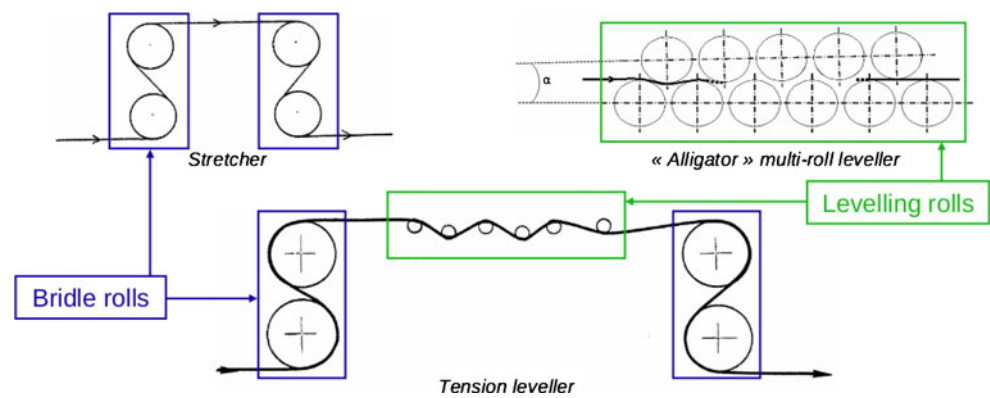 α
Stretcher
« Alligator » multi-roll leveller
Levelling rolls
Bridle rolls
Tension leveller